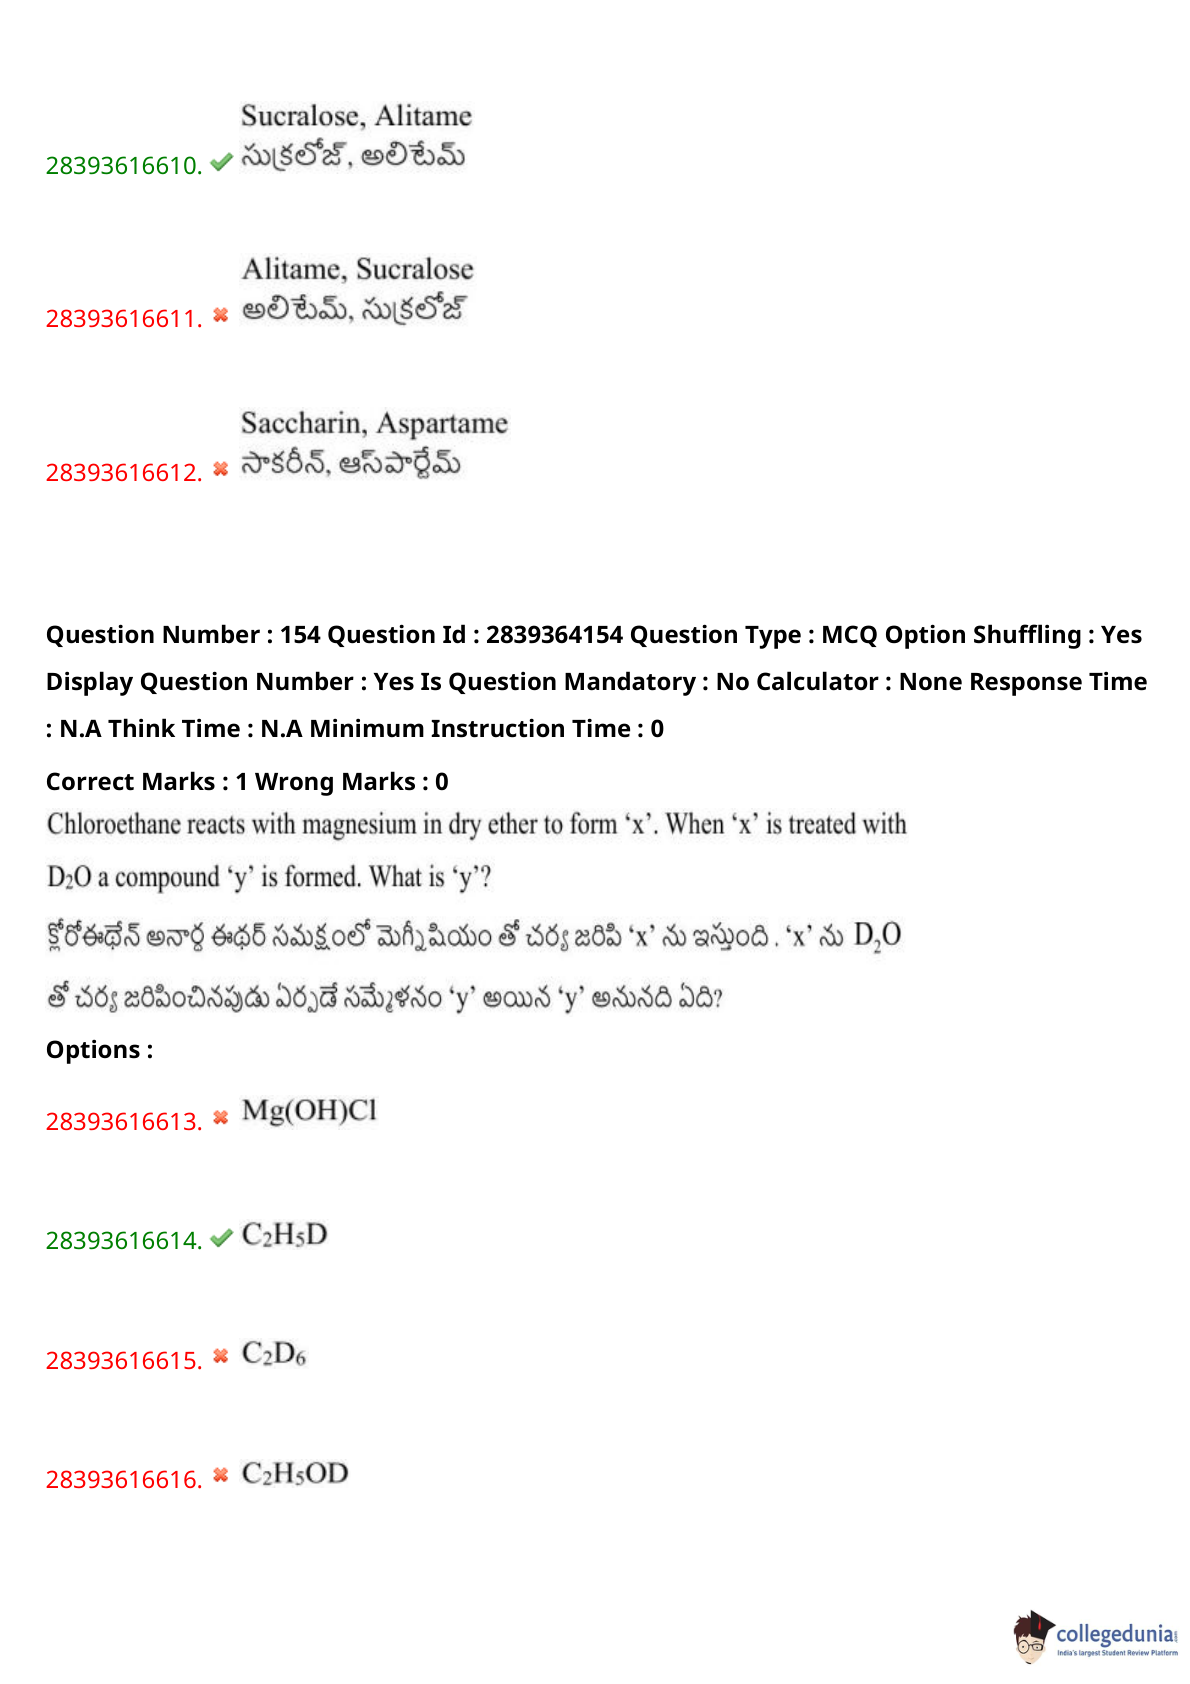 Sucralose, Alitame
28393616610. సుక్రలోజ్, అలిటేమ్
Alitame, Sucralose
28393616611. అలిటేమ్, సుక్రలోజ్
Saccharin, Aspartame
28393616612. సాకరీన్, ఆస్‌పార్టేమ్
Question Number : 154 Question Id : 2839364154 Question Type : MCQ Option Shuffling : Yes
Display Question Number : Yes Is Question Mandatory : No Calculator : None Response Time
: N.A Think Time : N.A Minimum Instruction Time : 0
Correct Marks : 1 Wrong Marks : 0
Chloroethane reacts with magnesium in dry ether to form ‘x’. When ‘x’ is treated with
D₂O a compound ‘y’ is formed. What is ‘y’?
క్లోరోఈథేన్ అనార్ద్ర ఈథర్ సమక్షంలో మెగ్నీషియం తో చర్య జరిపి ‘x’ ను ఇస్తుంది . ‘x’ ను D₂O
తో చర్య జరిపించినపుడు ఏర్పడే సమ్మేళనం ‘y’ అయిన ‘y’ అనునది ఏది?
Options :
28393616613. Mg(OH)Cl
28393616614. C₂H₅D
28393616615. C₂D₆
28393616616. C₂H₅OD
collegedunia
India's largest Student Review Platform